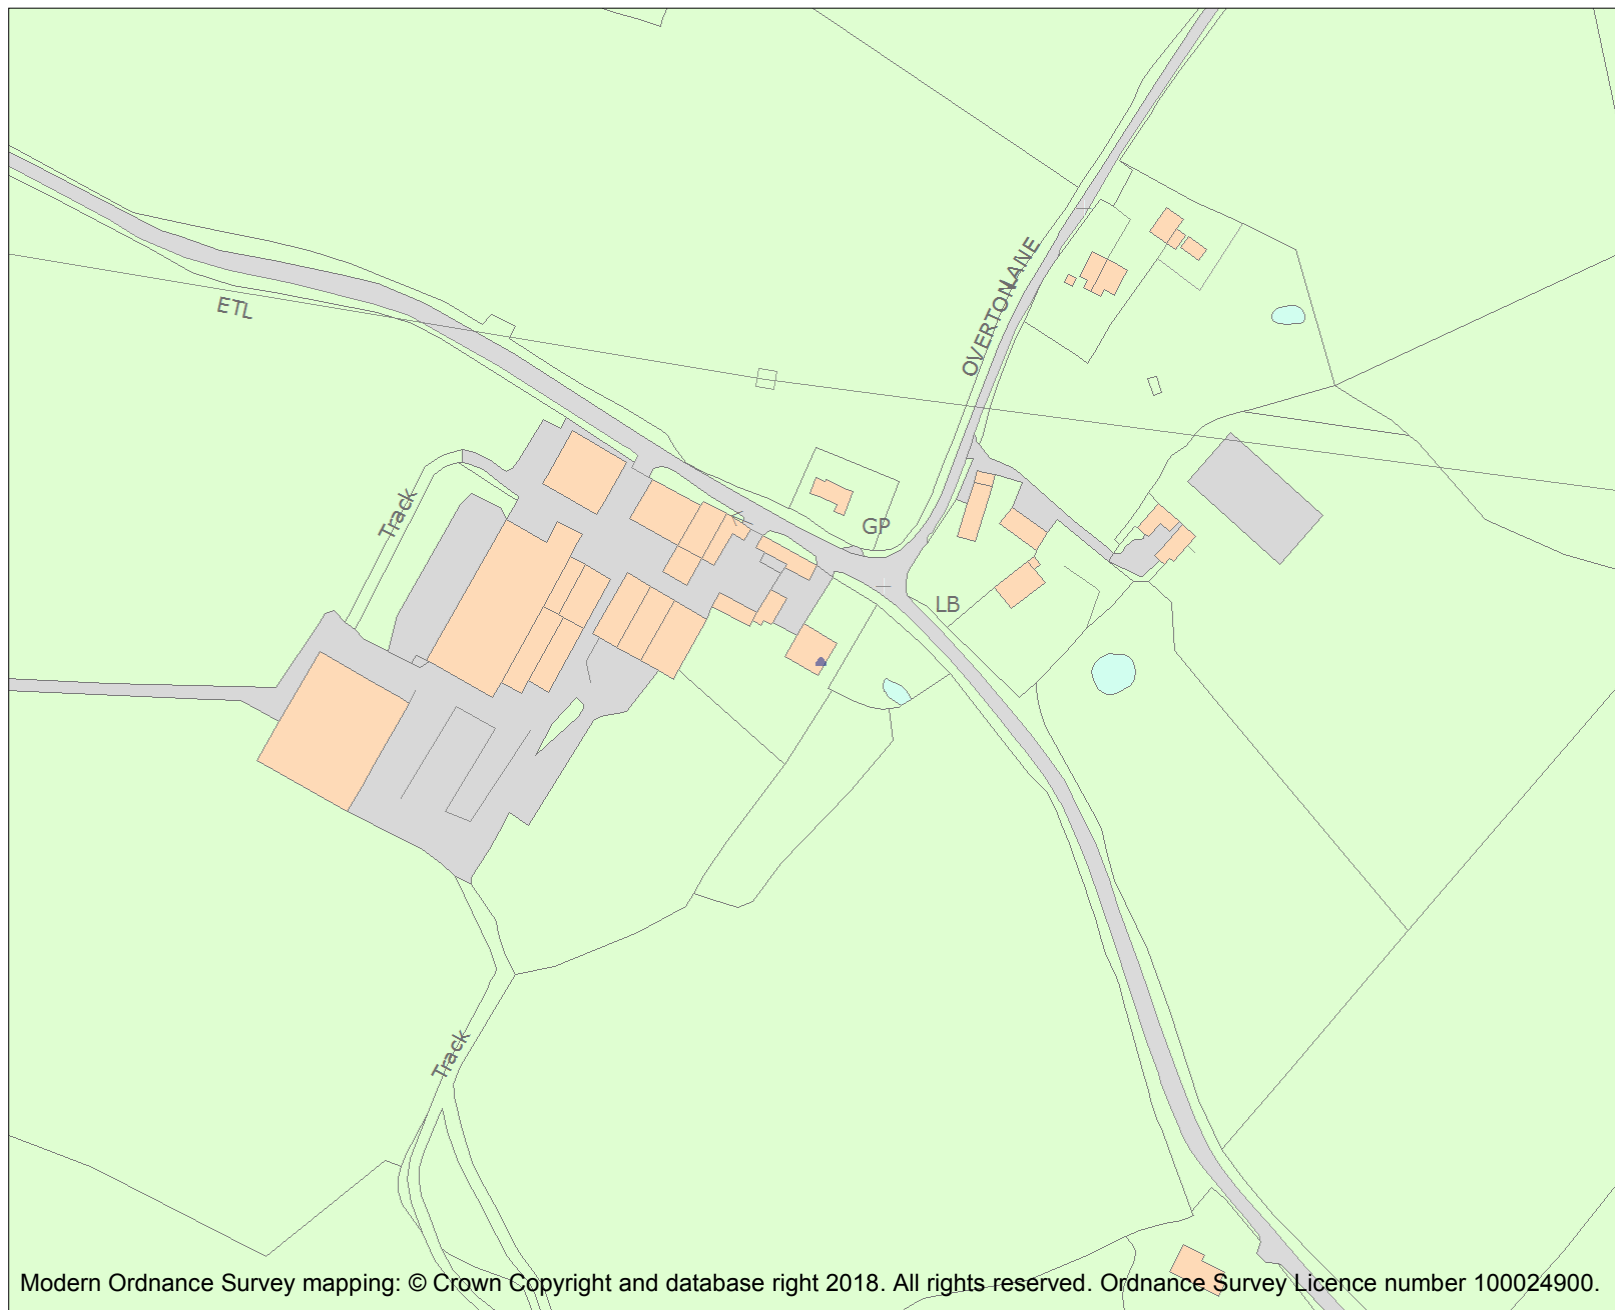 OVERTON LANE
ETL
Track
GP
LB
Track
Modern Ordnance Survey mapping: © Crown Copyright and database right 2018. All rights reserved. Ordnance Survey Licence number 100024900.